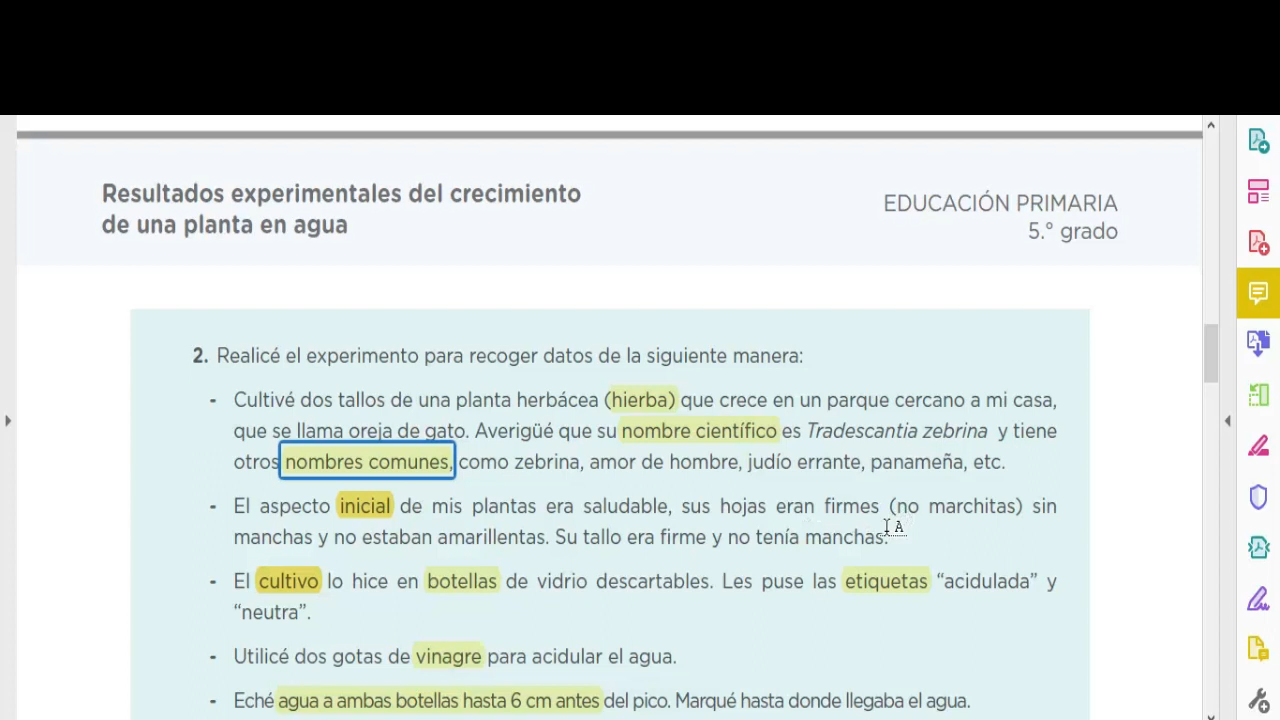 Resultados experimentales del crecimiento
de una planta en agua
EDUCACIÓN PRIMARIA
5.° grado
2. Realicé el experimento para recoger datos de la siguiente manera:
- Cultivé dos tallos de una planta herbácea (hierba) que crece en un parque cercano a mi casa,
que se llama oreja de gato. Averigüé que su nombre científico es Tradescantia zebrina y tiene
otros nombres comunes, como zebrina, amor de hombre, judío errante, panameña, etc.
- El aspecto inicial de mis plantas era saludable, sus hojas eran firmes (no marchitas) sin
manchas y no estaban amarillentas. Su tallo era firme y no tenía manchas.
- El cultivo lo hice en botellas de vidrio descartables. Les puse las etiquetas “acidulada” y
“neutra”.
- Utilicé dos gotas de vinagre para acidular el agua.
- Eché agua a ambas botellas hasta 6 cm antes del pico. Marqué hasta donde llegaba el agua.